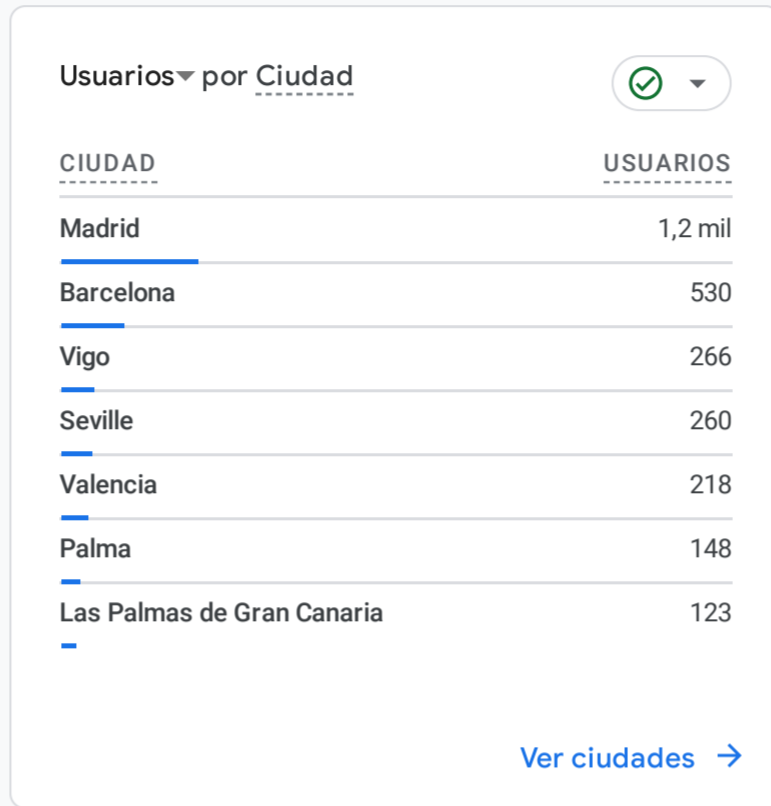 Usuarios por Ciudad
CIUDAD USUARIOS
Madrid 1,2 mil
Barcelona 530
Vigo 266
Seville 260
Valencia 218
Palma 148
Las Palmas de Gran Canaria 123
Ver ciudades